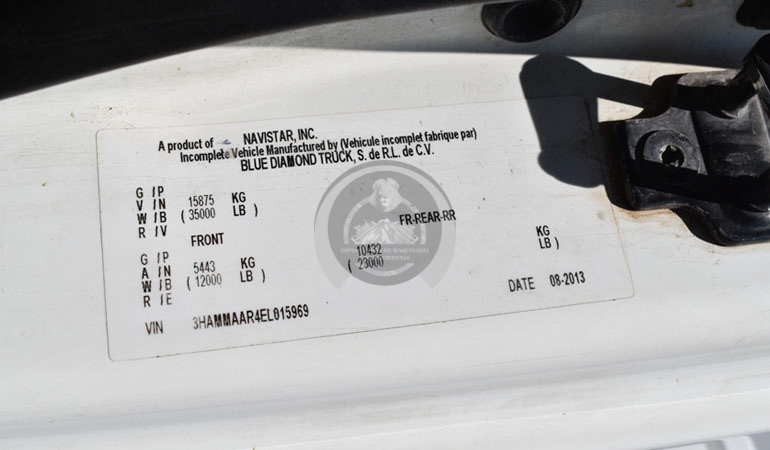 A product of NAVISTAR, INC.
Incomplete Vehicle Manufactured by (Vehicule incomplet fabrique par)
BLUE DIAMOND TRUCK, S. de R.L. de C.V.
G /P
V /N 15875 KG
W /B ( 35000 LB )
R /V
FRONT FR-REAR-RR
G /P
A /N 5443 KG 10432 KG
W /B ( 12000 LB ) ( 23000 LB )
R /E
VIN 3HAMMAAR4EL015969 DATE 08-2013